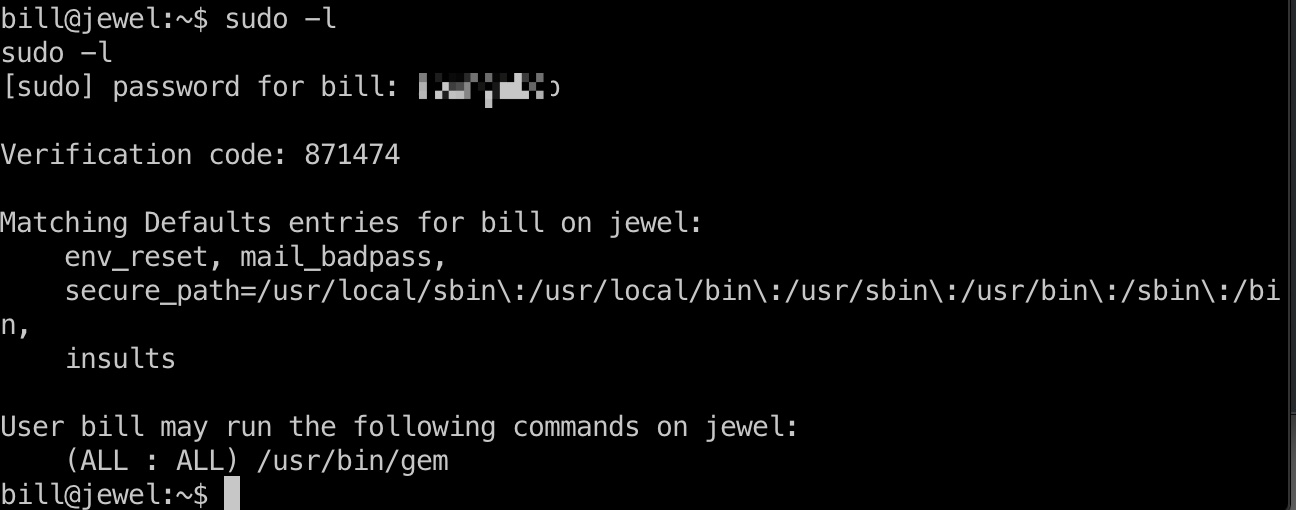 bill@jewel:~$ sudo -l
sudo -l
[sudo] password for bill:
Verification code: 871474
Matching Defaults entries for bill on jewel:
    env_reset, mail_badpass,
    secure_path=/usr/local/sbin\:/usr/local/bin\:/usr/sbin\:/usr/bin\:/sbin\:/bi
n,
    insults
User bill may run the following commands on jewel:
    (ALL : ALL) /usr/bin/gem
bill@jewel:~$